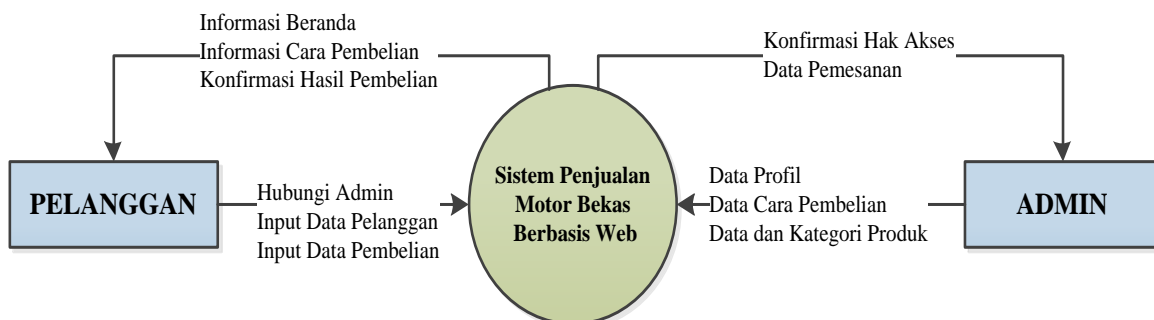 Informasi Beranda
Informasi Cara Pembelian
Konfirmasi Hasil Pembelian
Konfirmasi Hak Akses
Data Pemesanan
PELANGGAN
Hubungi Admin
Input Data Pelanggan
Input Data Pembelian
Sistem Penjualan
Motor Bekas
Berbasis Web
Data Profil
Data Cara Pembelian
Data dan Kategori Produk
ADMIN